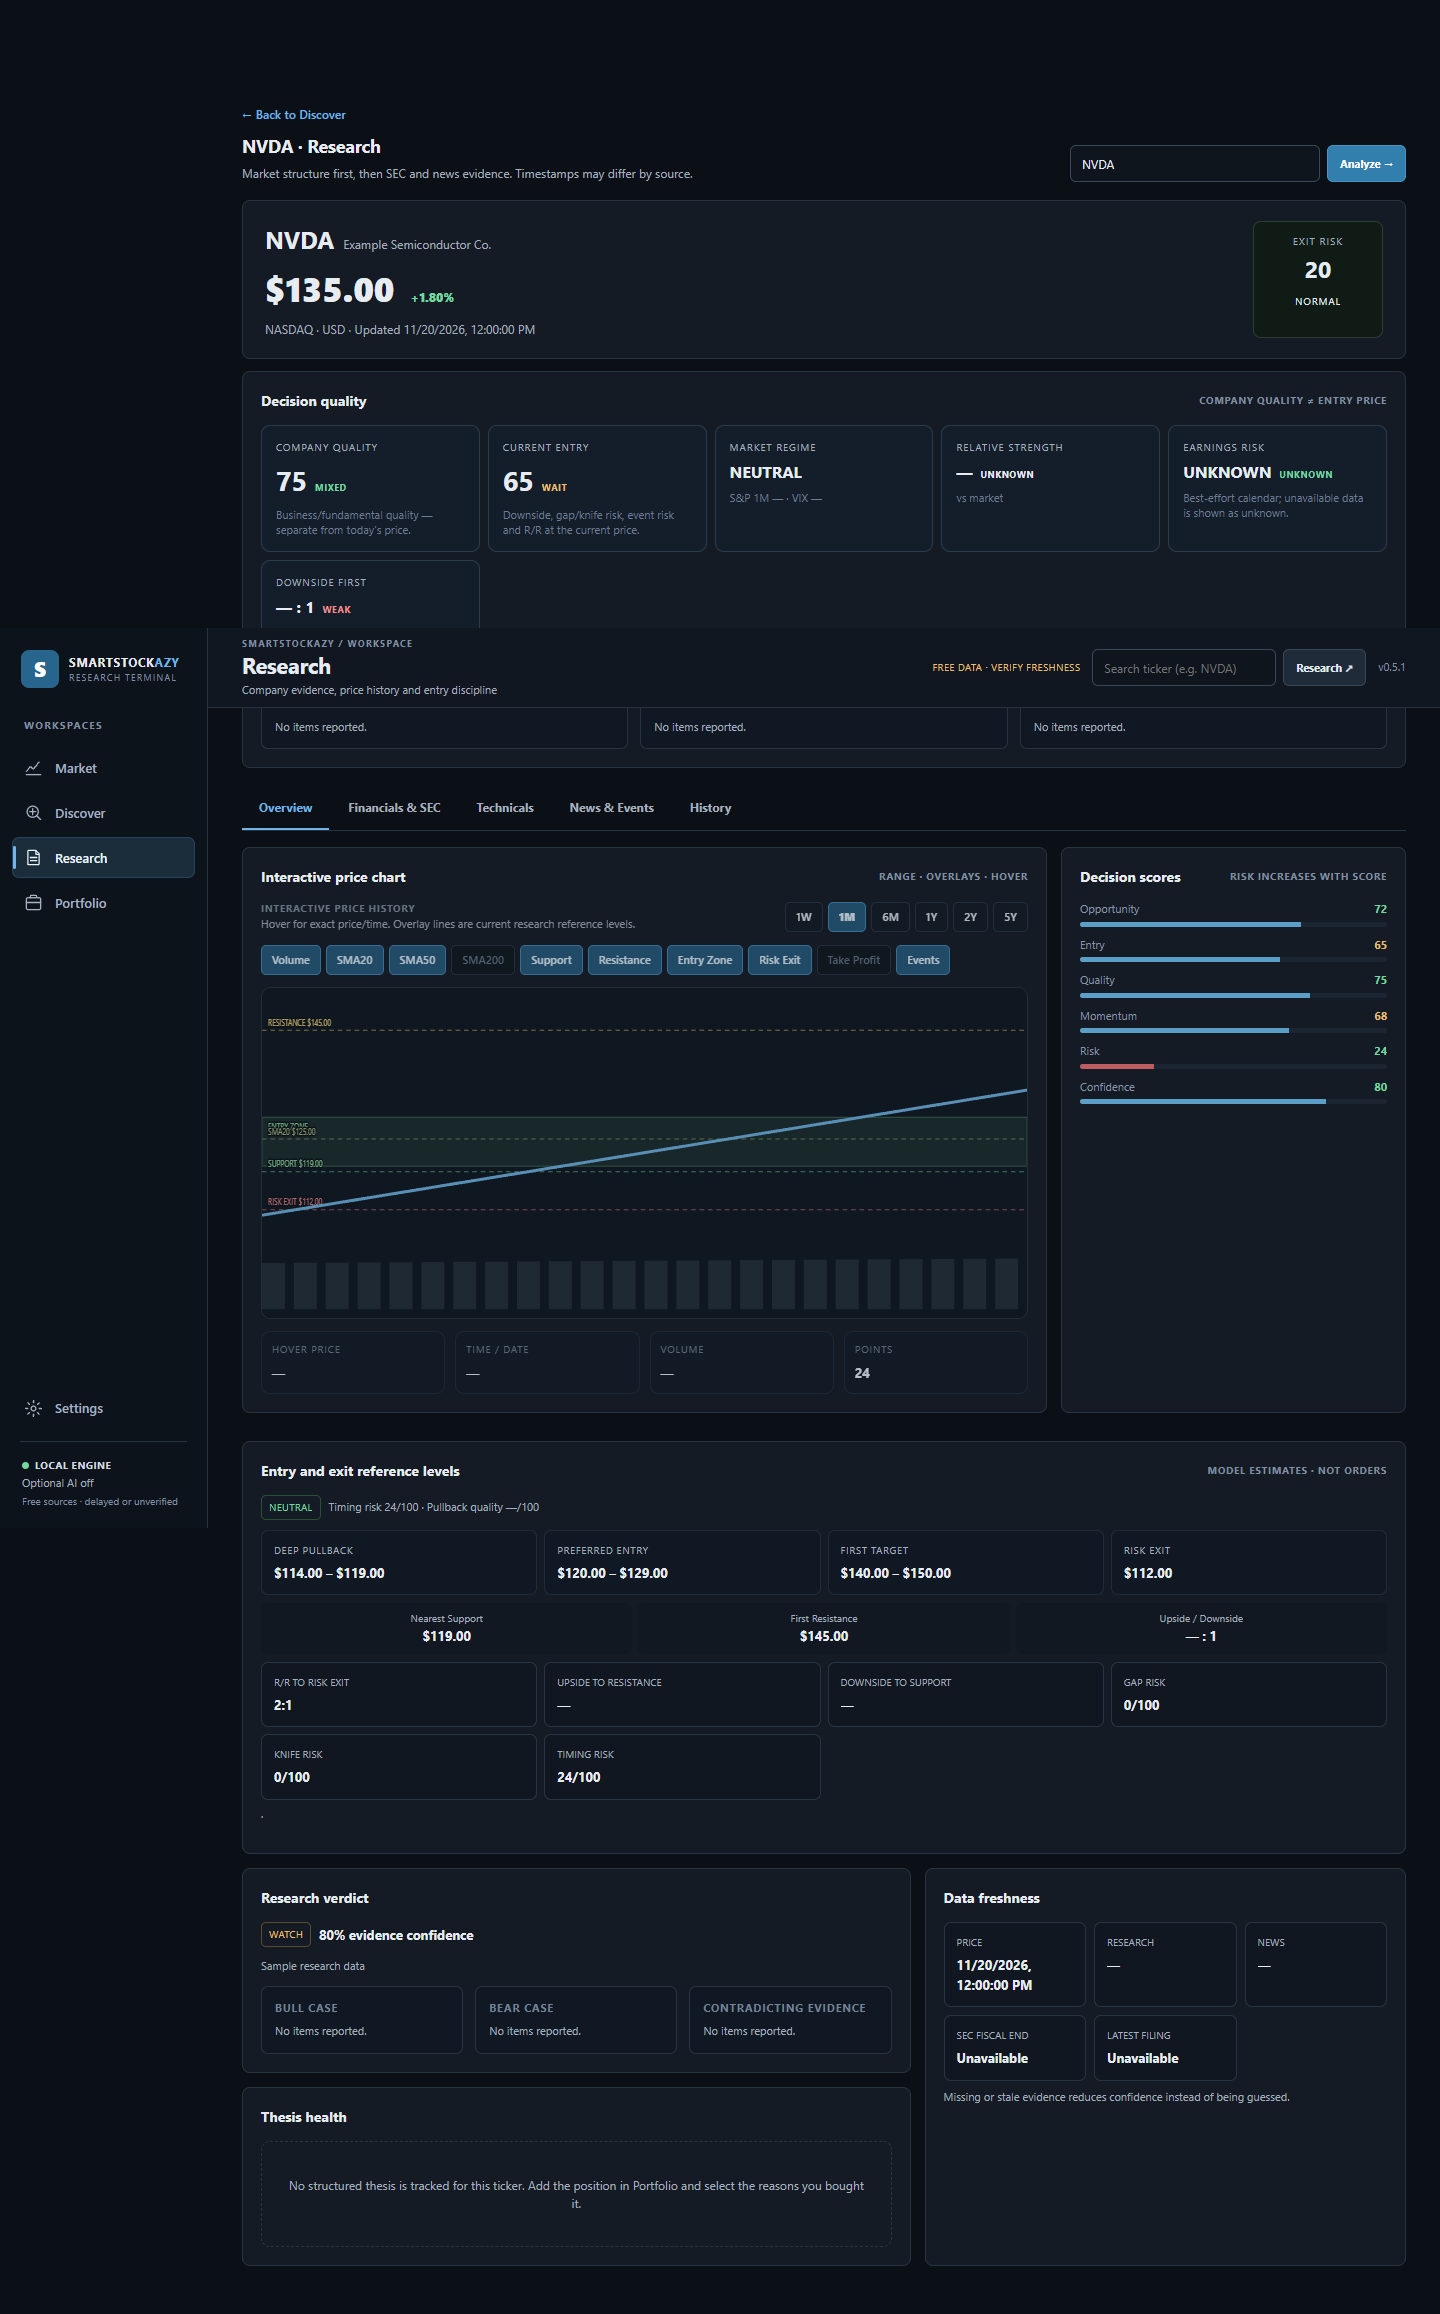 ← Back to Discover
NVDA · Research
Market structure first, then SEC and news evidence. Timestamps may differ by source.
NVDA
Analyze →
NVDA Example Semiconductor Co.
$135.00 +1.80%
NASDAQ · USD · Updated 11/20/2026, 12:00:00 PM
EXIT RISK
20
NORMAL
Decision quality
COMPANY QUALITY ≠ ENTRY PRICE
COMPANY QUALITY
75 MIXED
Business/fundamental quality —
separate from today's price.
CURRENT ENTRY
65 WAIT
Downside, gap/knife risk, event risk
and R/R at the current price.
MARKET REGIME
NEUTRAL
S&P 1M — · VIX —
RELATIVE STRENGTH
— UNKNOWN
vs market
EARNINGS RISK
UNKNOWN UNKNOWN
Best-effort calendar; unavailable data
is shown as unknown.
DOWNSIDE FIRST
— : 1 WEAK
S
SMARTSTOCKAZY
RESEARCH TERMINAL
WORKSPACES
Market
Discover
Research
Portfolio
Settings
LOCAL ENGINE
Optional AI off
Free sources · delayed or unverified
SMARTSTOCKAZY / WORKSPACE
Research
Company evidence, price history and entry discipline
FREE DATA · VERIFY FRESHNESS
Search ticker (e.g. NVDA)
Research ↗
v0.5.1
No items reported.
No items reported.
No items reported.
Overview
Financials & SEC
Technicals
News & Events
History
Interactive price chart
RANGE · OVERLAYS · HOVER
INTERACTIVE PRICE HISTORY
Hover for exact price/time. Overlay lines are current research reference levels.
1W
1M
6M
1Y
2Y
5Y
Volume
SMA20
SMA50
SMA200
Support
Resistance
Entry Zone
Risk Exit
Take Profit
Events
RESISTANCE $145.00
ENTRY ZONE
SMA20 $125.00
SUPPORT $119.00
RISK EXIT $112.00
HOVER PRICE
—
TIME / DATE
—
VOLUME
—
POINTS
24
Decision scores
RISK INCREASES WITH SCORE
Opportunity 72
Entry 65
Quality 75
Momentum 68
Risk 24
Confidence 80
Entry and exit reference levels
MODEL ESTIMATES · NOT ORDERS
NEUTRAL Timing risk 24/100 · Pullback quality —/100
DEEP PULLBACK
$114.00 – $119.00
PREFERRED ENTRY
$120.00 – $129.00
FIRST TARGET
$140.00 – $150.00
RISK EXIT
$112.00
Nearest Support
$119.00
First Resistance
$145.00
Upside / Downside
— : 1
R/R TO RISK EXIT
2:1
UPSIDE TO RESISTANCE
—
DOWNSIDE TO SUPPORT
—
GAP RISK
0/100
KNIFE RISK
0/100
TIMING RISK
24/100
.
Research verdict
WATCH 80% evidence confidence
Sample research data
BULL CASE
No items reported.
BEAR CASE
No items reported.
CONTRADICTING EVIDENCE
No items reported.
Data freshness
PRICE
11/20/2026,
12:00:00 PM
RESEARCH
—
NEWS
—
SEC FISCAL END
Unavailable
LATEST FILING
Unavailable
Missing or stale evidence reduces confidence instead of being guessed.
Thesis health
No structured thesis is tracked for this ticker. Add the position in Portfolio and select the reasons you bought
it.